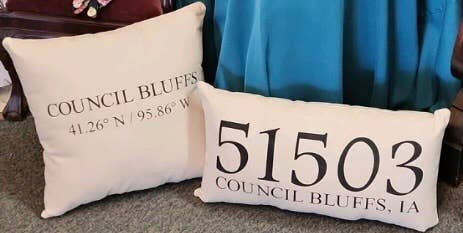 COUNCIL BLUFFS
41.26° N / 95.86° W
51503
COUNCIL BLUFFS, IA